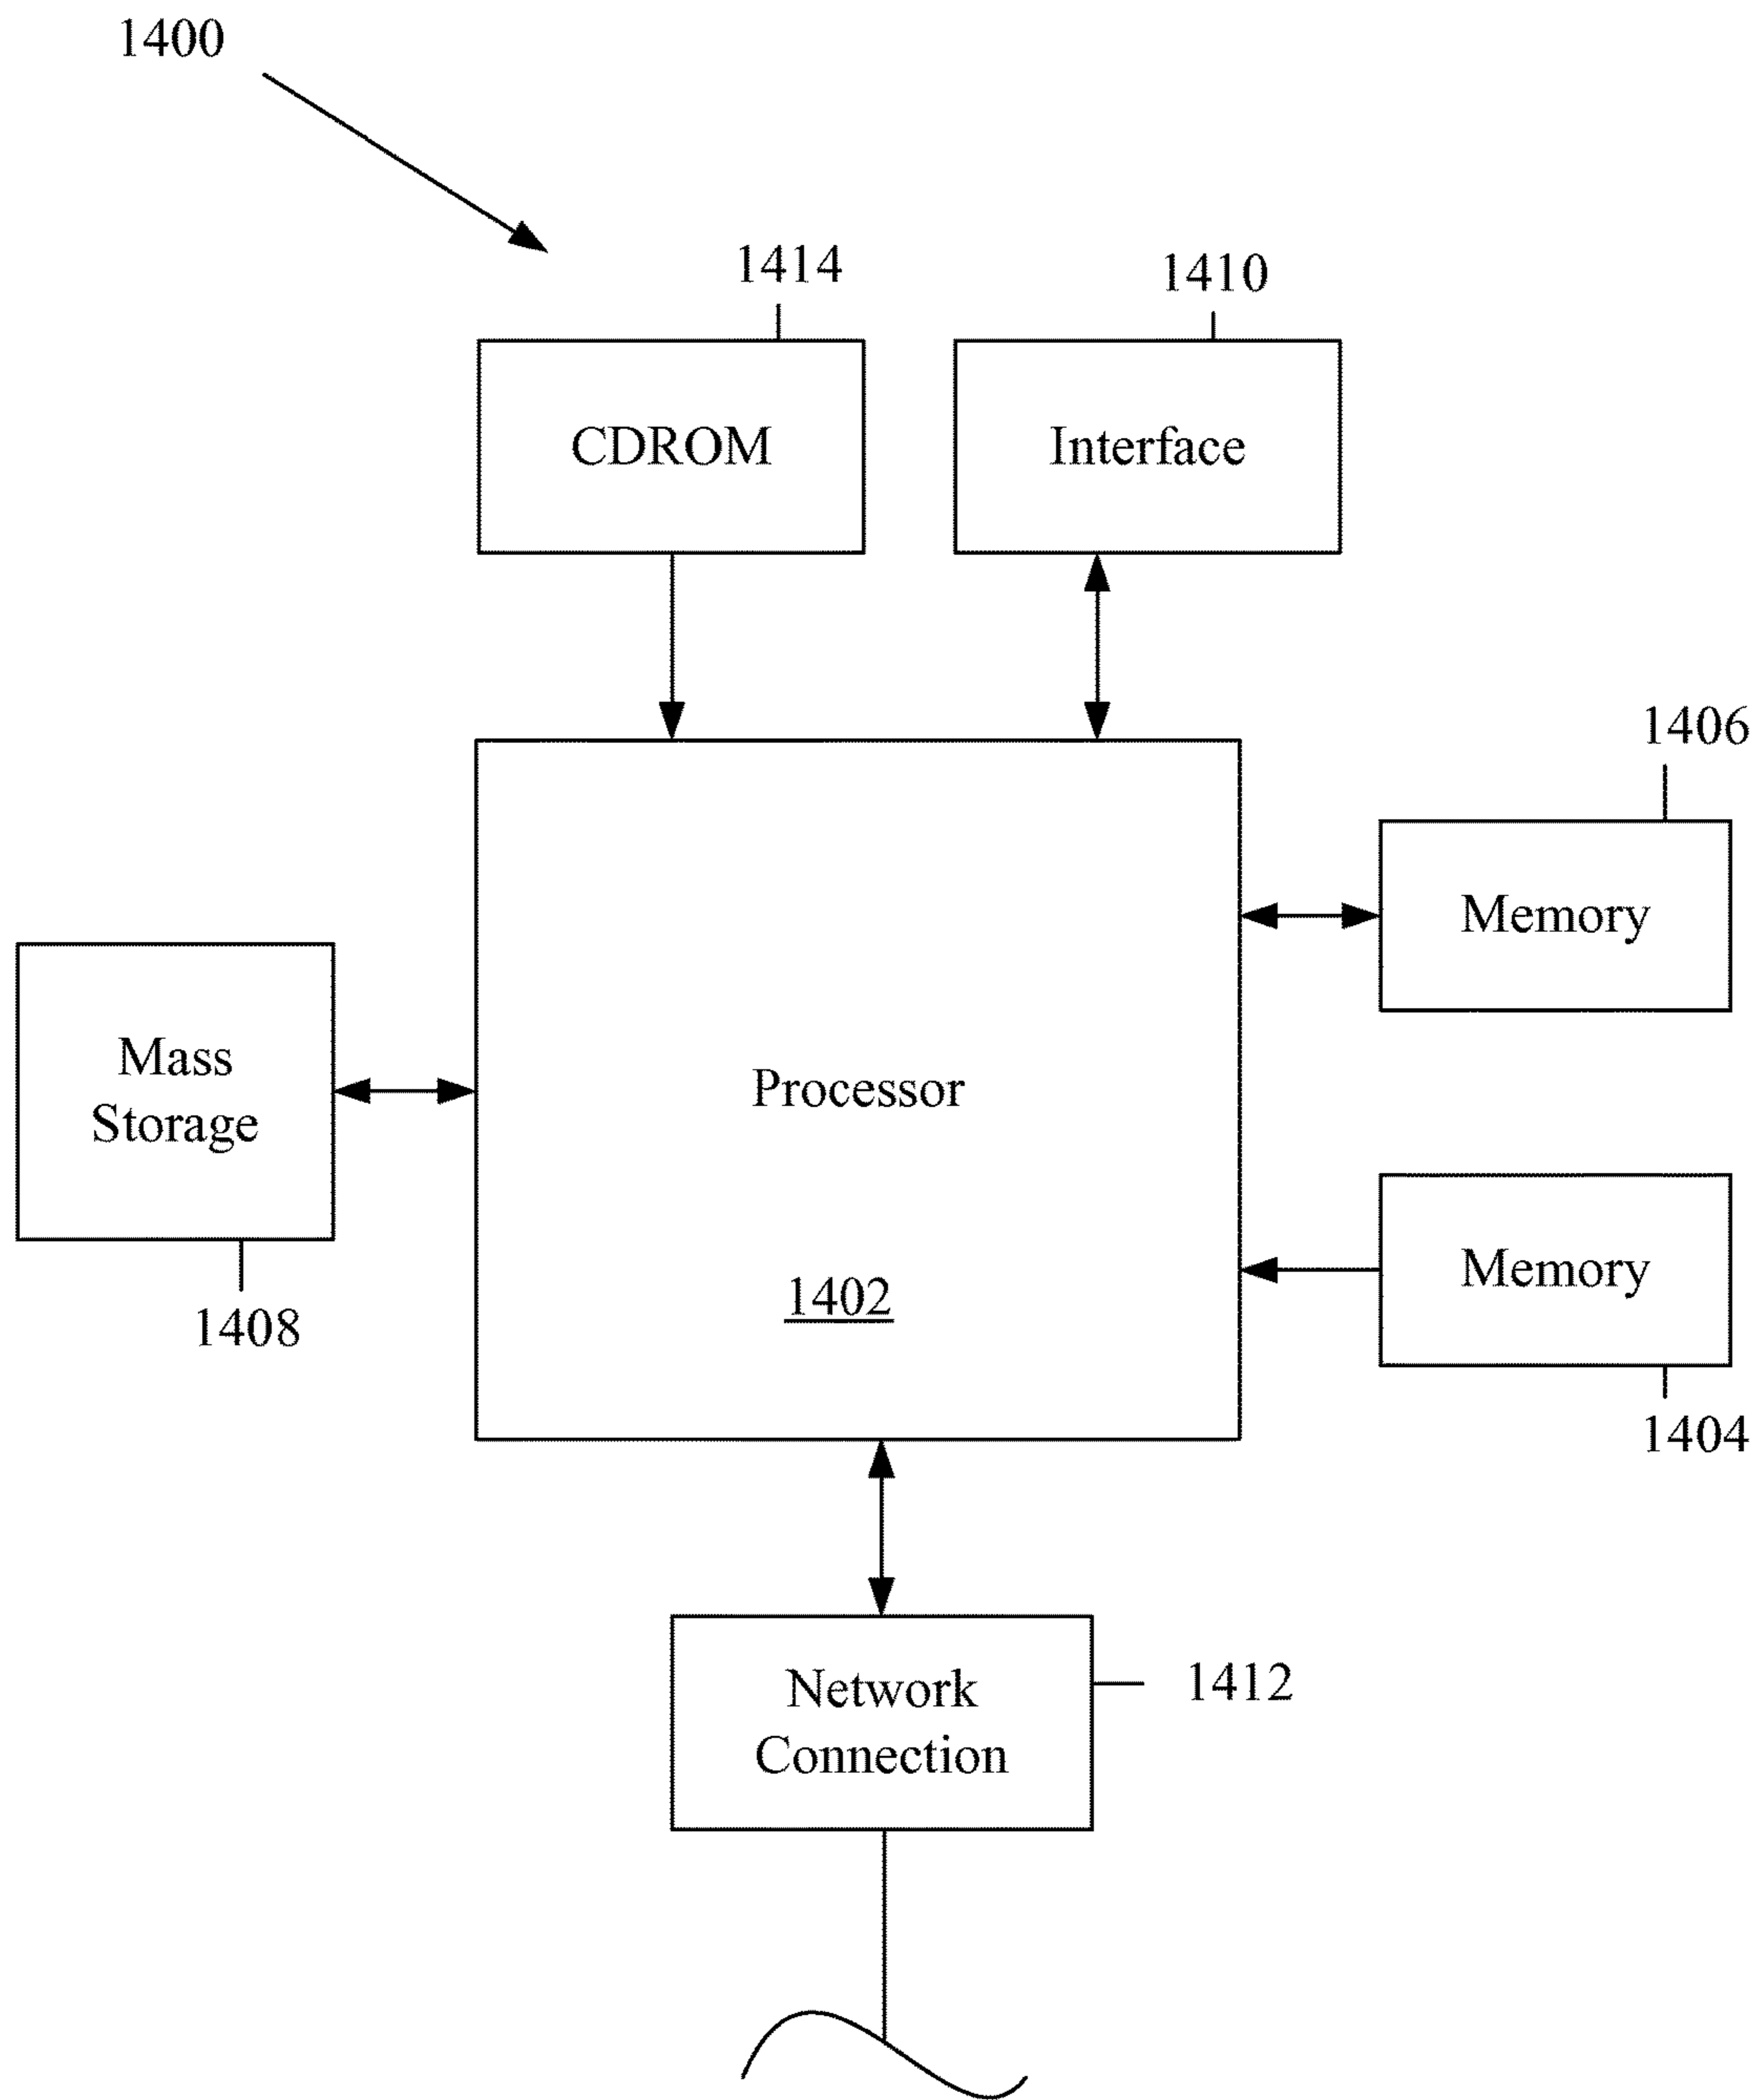 1400
1414
1410
CDROM
Interface
1406
Memory
Mass
Storage
Processor
Memory
1402
1408
1404
Network
Connection
1412